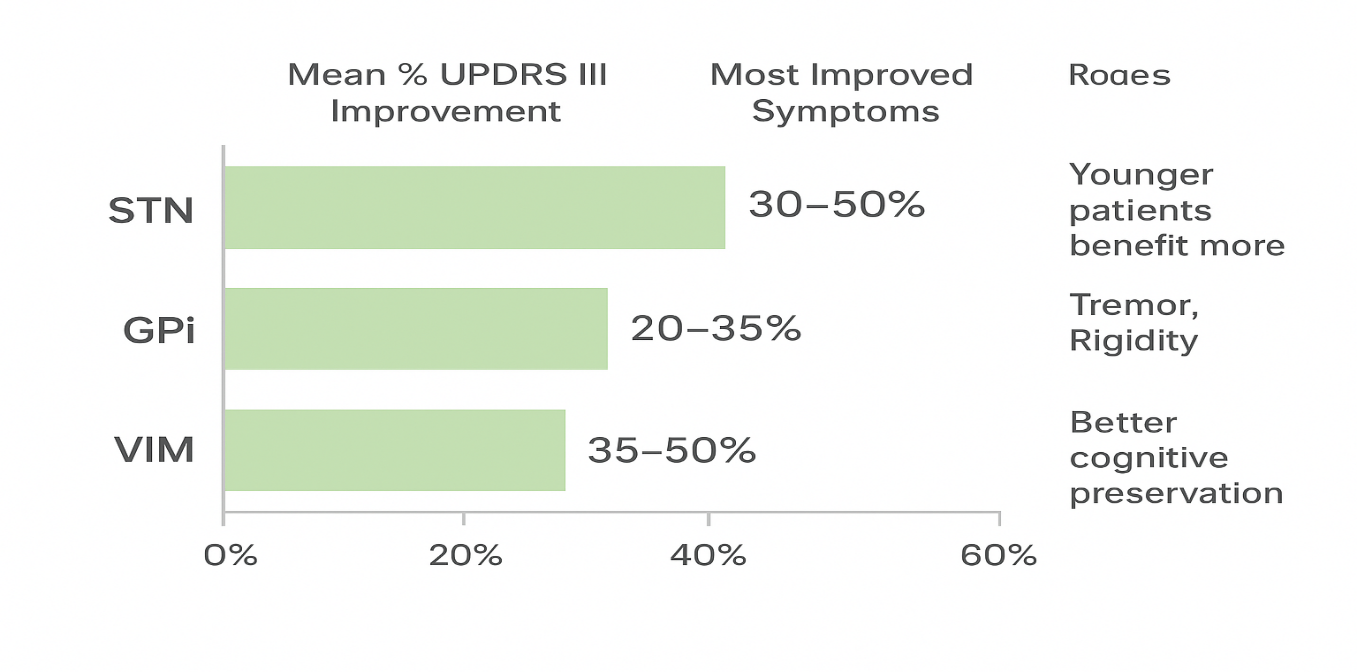 Mean % UPDRS III
Improvement
Most Improved
Symptoms
Roaes
STN
30–50%
Younger
patients
benefit more
GPi
20–35%
Tremor,
Rigidity
VIM
35–50%
Better
cognitive
preservation
0%
20%
40%
60%